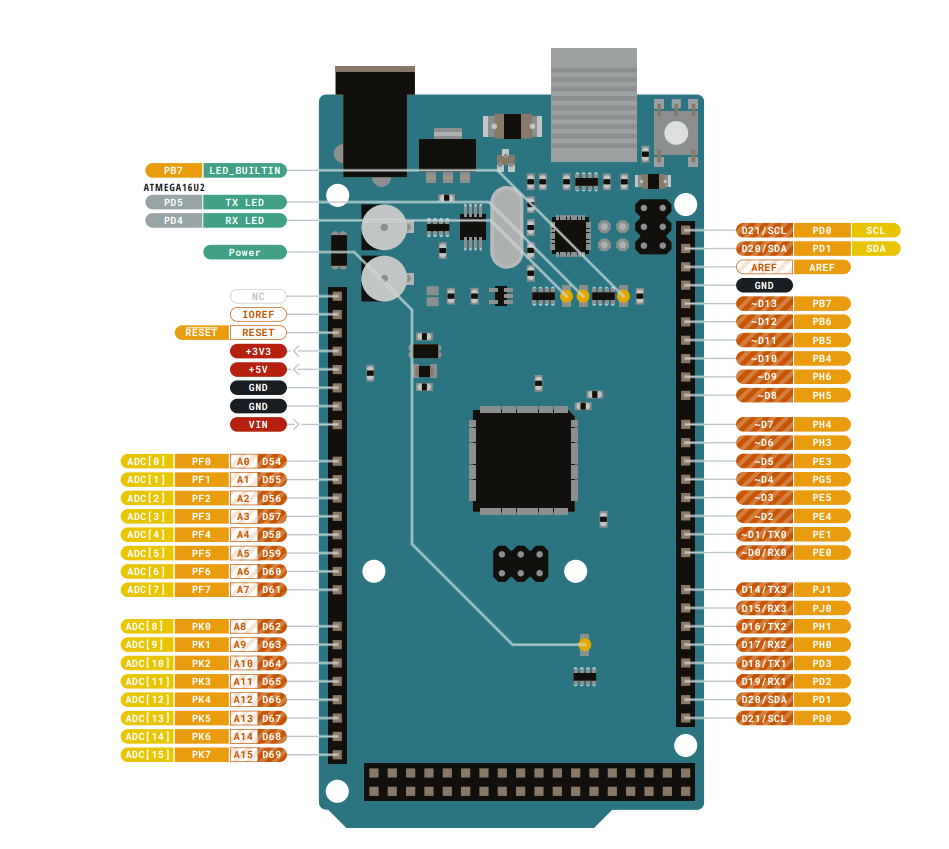 PB7 LED_BUILTIN
ATMEGA16U2
PD5 TX LED
PD4 RX LED
Power
NC
IOREF
RESET RESET
+3V3
+5V
GND
GND
VIN
ADC[0] PF0 A0 D54
ADC[1] PF1 A1 D55
ADC[2] PF2 A2 D56
ADC[3] PF3 A3 D57
ADC[4] PF4 A4 D58
ADC[5] PF5 A5 D59
ADC[6] PF6 A6 D60
ADC[7] PF7 A7 D61
ADC[8] PK0 A8 D62
ADC[9] PK1 A9 D63
ADC[10] PK2 A10 D64
ADC[11] PK3 A11 D65
ADC[12] PK4 A12 D66
ADC[13] PK5 A13 D67
ADC[14] PK6 A14 D68
ADC[15] PK7 A15 D69
D21/SCL PD0 SCL
D20/SDA PD1 SDA
AREF AREF
GND
~D13 PB7
~D12 PB6
~D11 PB5
~D10 PB4
~D9 PH6
~D8 PH5
~D7 PH4
~D6 PH3
~D5 PE3
~D4 PG5
~D3 PE5
~D2 PE4
~D1/TX0 PE1
~D0/RX0 PE0
D14/TX3 PJ1
D15/RX3 PJ0
D16/TX2 PH1
D17/RX2 PH0
D18/TX1 PD3
D19/RX1 PD2
D20/SDA PD1
D21/SCL PD0